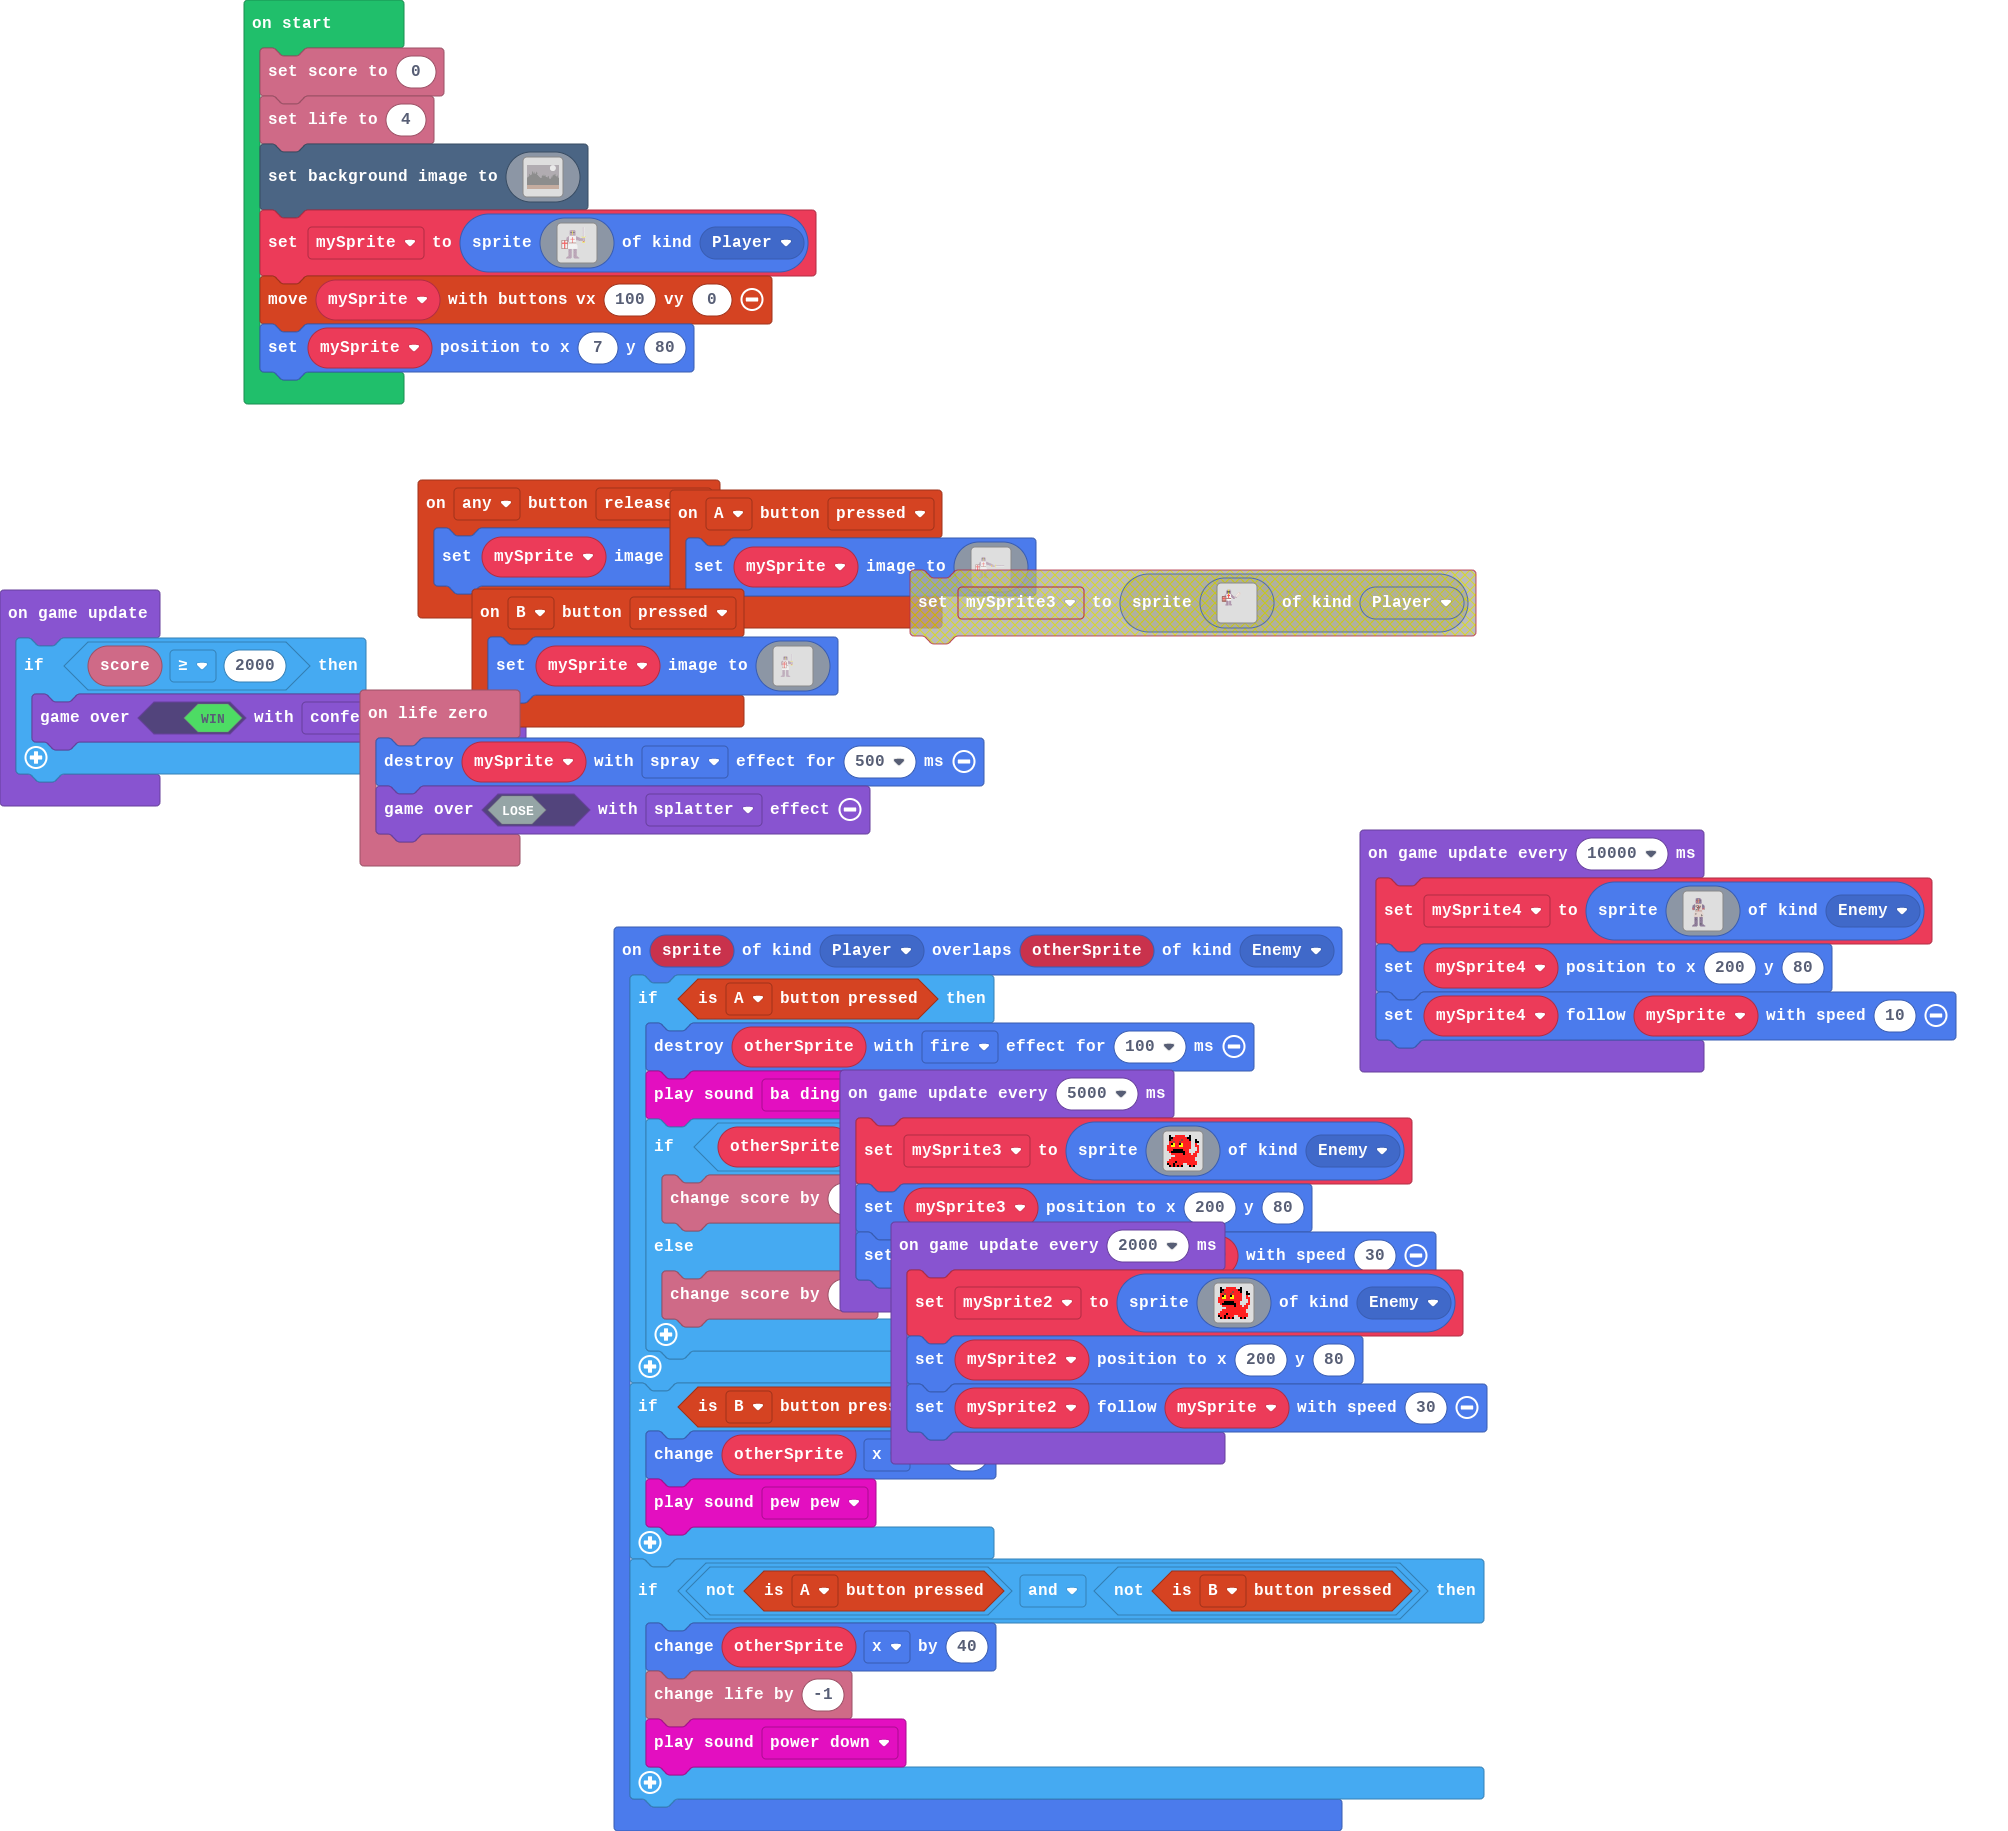 on start
set score to 0
set life to 4
set background image to
set mySprite to sprite of kind Player
move mySprite with buttons vx 100 vy 0
set mySprite position to x 7 y 80
on any button release
set mySprite image
on A button pressed
set mySprite image to
set mySprite3 to sprite of kind Player
on B button pressed
set mySprite image to
on game update
if score ≥ 2000 then
game over WIN with confe
on life zero
destroy mySprite with spray effect for 500 ms
game over LOSE with splatter effect
on game update every 10000 ms
set mySprite4 to sprite of kind Enemy
set mySprite4 position to x 200 y 80
set mySprite4 follow mySprite with speed 10
on sprite of kind Player overlaps otherSprite of kind Enemy
if is A button pressed then
destroy otherSprite with fire effect for 100 ms
play sound ba ding
if otherSprite
change score by
else
change score by
on game update every 5000 ms
set mySprite3 to sprite of kind Enemy
set mySprite3 position to x 200 y 80
set with speed 30
on game update every 2000 ms
set mySprite2 to sprite of kind Enemy
set mySprite2 position to x 200 y 80
set mySprite2 follow mySprite with speed 30
if is B button press
change otherSprite x
play sound pew pew
if not is A button pressed and not is B button pressed then
change otherSprite x by 40
change life by -1
play sound power down